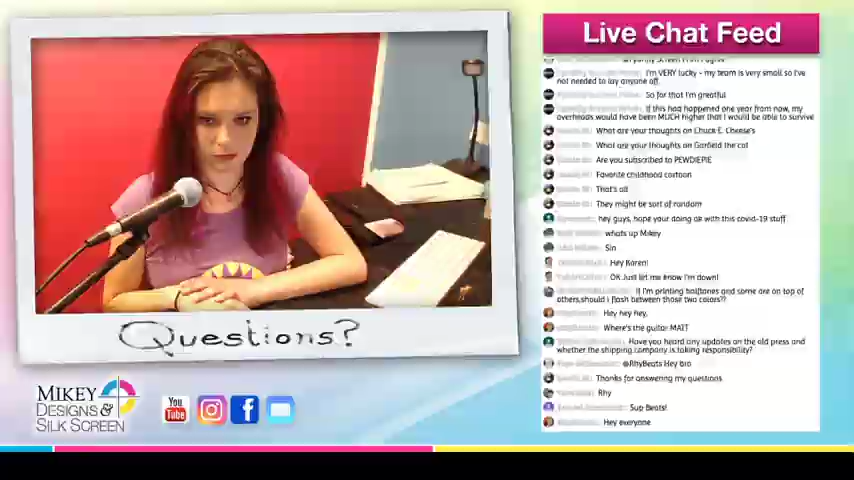 Live Chat Feed
I'm VERY lucky - my team is very small so I've
not needed to lay anyone off.
So for that I'm greatful
If this had happened one year from now, my
overheads would have been MUCH higher that I would be able to survive
What are your thoughts on Chuck E. Cheese's
What are your thoughts on Garfield the cat
Are you subscribed to PEWDIEPIE
Favorite childhood cartoon
That's all
They might be sort of random
hey guys, hope your doing ok with this covid-19 stuff
whats up Mikey
Sin
Hey Karen!
OK Just let me know I'm down!
If I'm printing halftones and some are on top of
others,should i flash between those two colors??
Hey hey hey,
Where's the guitar MATT
Have you heard any updates on the old press and
whether the shipping company is taking responsibility?
@RhyBeats Hey bro
Thanks for answering my questions
Rhy
Sup Beats!
Hey everyone
Questions?
MIKEY
DESIGNS &
SILK SCREEN
You
Tube